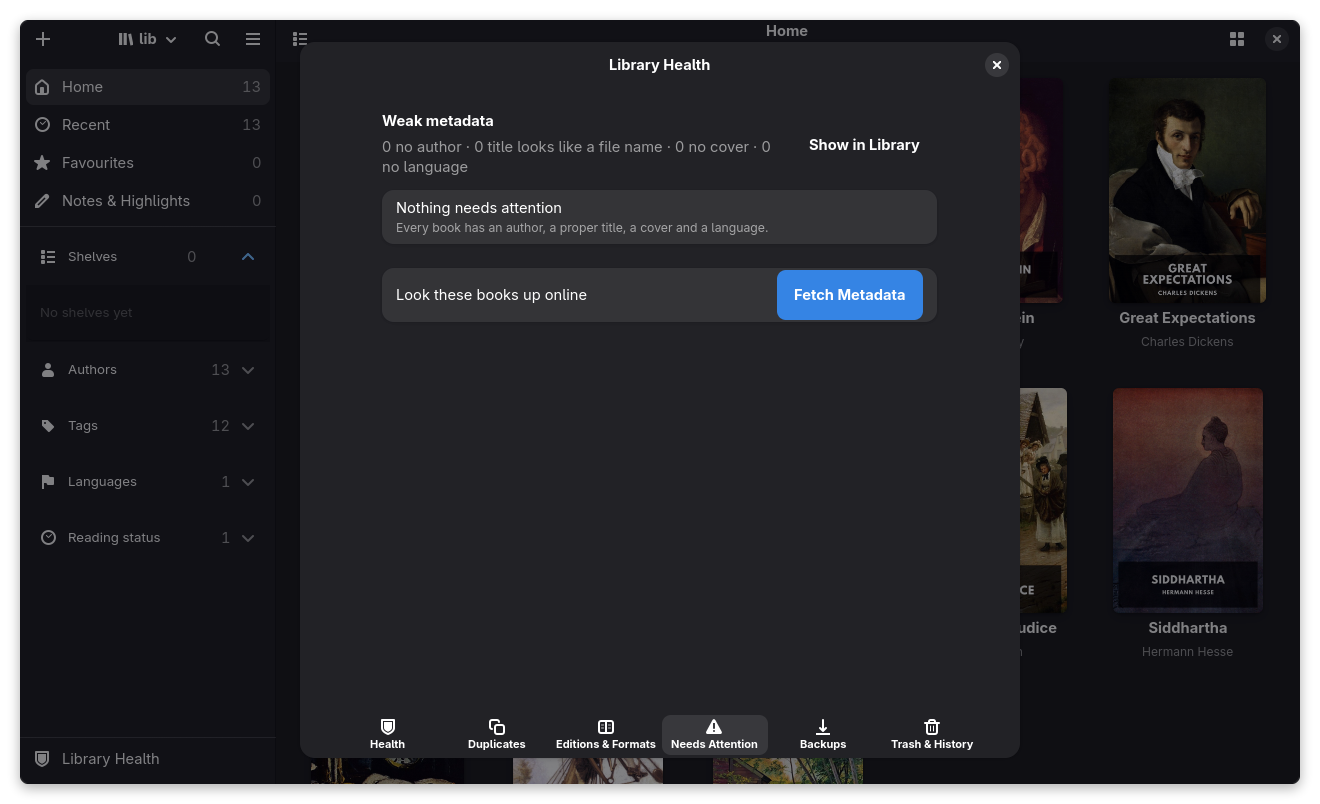 lib
Home
Home 13
Recent 13
Favourites 0
Notes & Highlights 0
Shelves 0
No shelves yet
Authors 13
Tags 12
Languages 1
Reading status 1
Library Health
Library Health
Weak metadata
0 no author · 0 title looks like a file name · 0 no cover · 0
no language
Show in Library
Nothing needs attention
Every book has an author, a proper title, a cover and a language.
Look these books up online
Fetch Metadata
Health
Duplicates
Editions & Formats
Needs Attention
Backups
Trash & History
GREAT
EXPECTATIONS
CHARLES DICKENS
Great Expectations
Charles Dickens
SIDDHARTHA
HERMANN HESSE
Siddhartha
Hermann Hesse